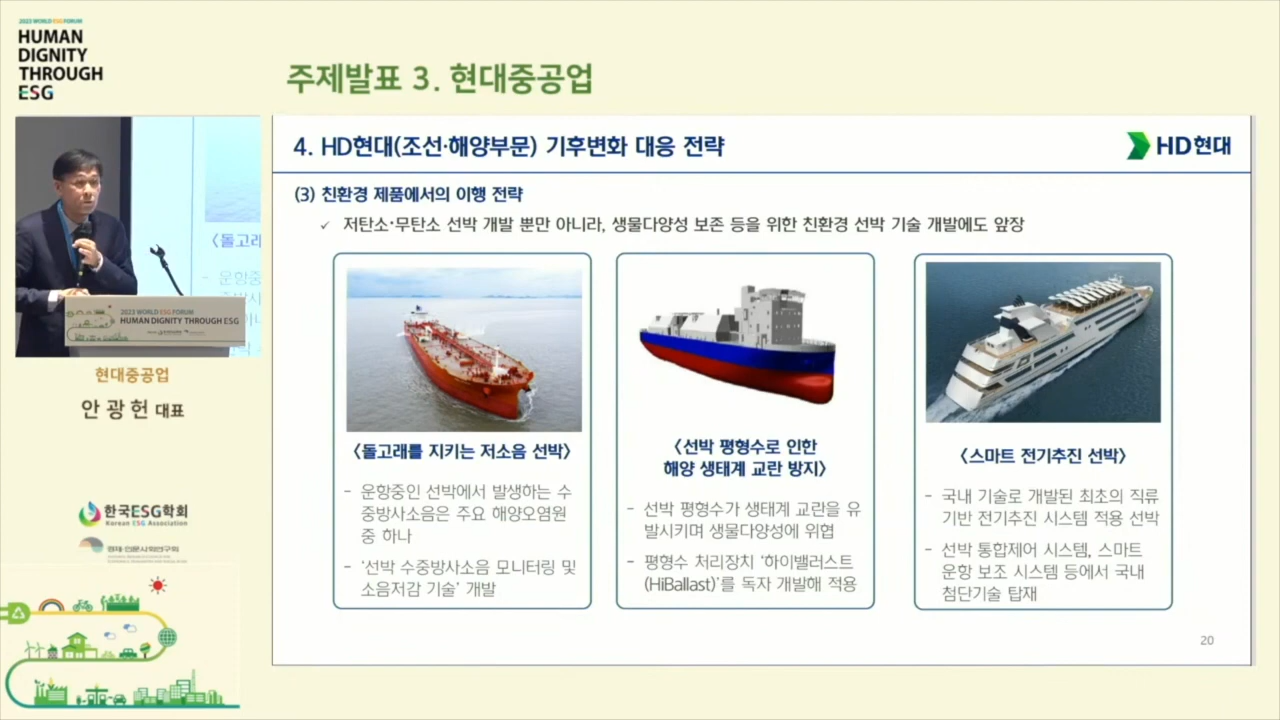 2023 WORLD ESG FORUM
HUMAN
DIGNITY
THROUGH
ESG
주제발표 3. 현대중공업
4. HD현대(조선·해양부문) 기후변화 대응 전략
HD현대
(3) 친환경 제품에서의 이행 전략
✓ 저탄소·무탄소 선박 개발 뿐만 아니라, 생물다양성 보존 등을 위한 친환경 선박 기술 개발에도 앞장
<돌고래를 지키는 저소음 선박>
- 운항중인 선박에서 발생하는 수
중방사소음은 주요 해양오염원
중 하나
- '선박 수중방사소음 모니터링 및
소음저감 기술' 개발
<선박 평형수로 인한
해양 생태계 교란 방지>
- 선박 평형수가 생태계 교란을 유
발시키며 생물다양성에 위협
- 평형수 처리장치 '하이밸러스트
(HiBallast)'를 독자 개발해 적용
<스마트 전기추진 선박>
- 국내 기술로 개발된 최초의 직류
기반 전기추진 시스템 적용 선박
- 선박 통합제어 시스템, 스마트
운항 보조 시스템 등에서 국내
첨단기술 탑재
20
<돌고래
- 운항중
2023 WORLD ESG FORUM
HUMAN DIGNITY THROUGH ESG
현대중공업
안 광 헌 대표
한국ESG학회
Korean ESG Association
경제·인문사회연구회